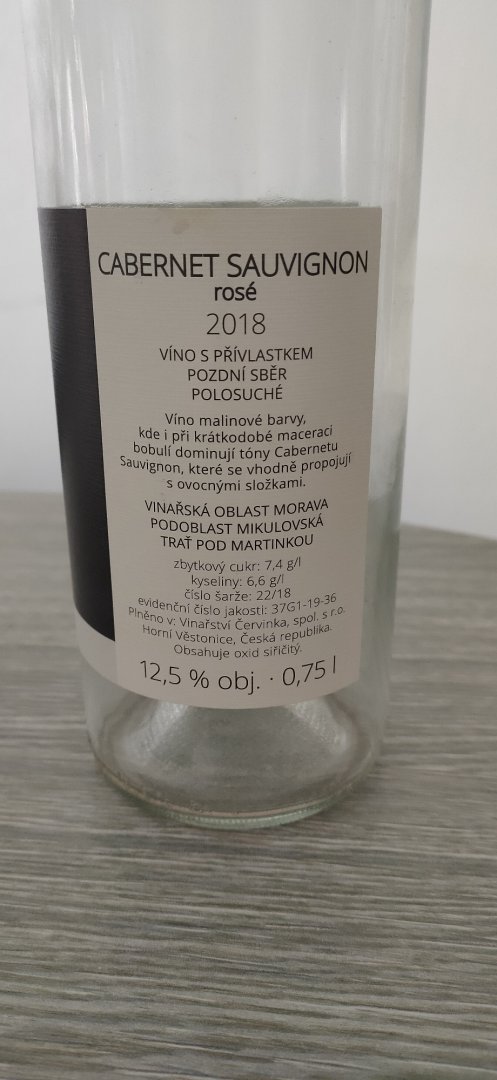 CABERNET SAUVIGNON
rosé
2018
VÍNO S PŘÍVLASTKEM
POZDNÍ SBĚR
POLOSUCHÉ
Víno malinové barvy,
kde i při krátkodobé maceraci
bobulí dominují tóny Cabernetu
Sauvignon, které se vhodně propojují
s ovocnými složkami.
VINAŘSKÁ OBLAST MORAVA
PODOBLAST MIKULOVSKÁ
TRAŤ POD MARTINKOU
zbytkový cukr: 7,4 g/l
kyseliny: 6,6 g/l
číslo šarže: 22/18
evidenční číslo jakosti: 37G1-19-36
Plněno v: Vinařství Červinka, spol. s r.o.
Horní Věstonice, Česká republika.
Obsahuje oxid siřičitý.
12,5 % obj. · 0,75 l